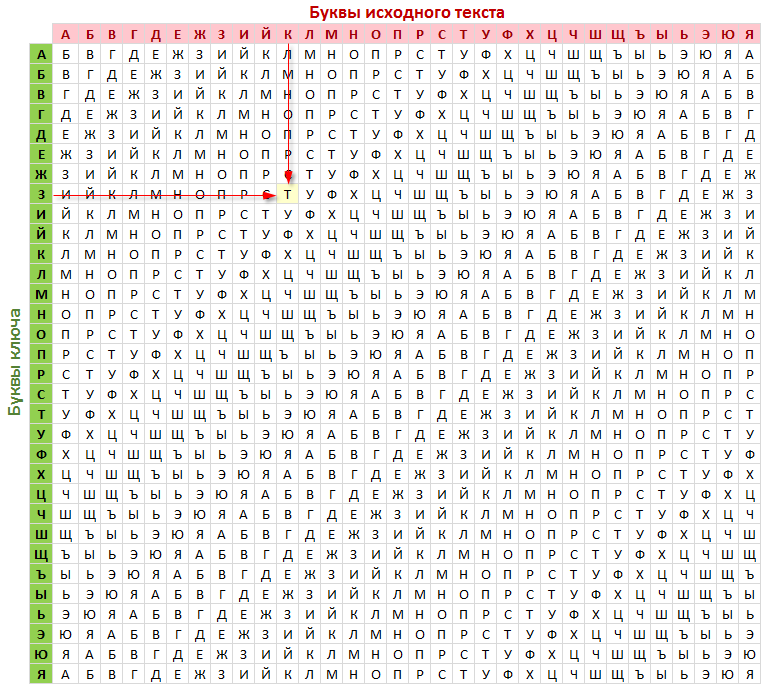 Буквы исходного текста
А Б В Г Д Е Ж З И Й К Л М Н О П Р С Т У Ф Х Ц Ч Ш Щ Ъ Ы Ь Э Ю Я
А Б В Г Д Е Ж З И Й К Л М Н О П Р С Т У Ф Х Ц Ч Ш Щ Ъ Ы Ь Э Ю Я А
Б В Г Д Е Ж З И Й К Л М Н О П Р С Т У Ф Х Ц Ч Ш Щ Ъ Ы Ь Э Ю Я А Б
В Г Д Е Ж З И Й К Л М Н О П Р С Т У Ф Х Ц Ч Ш Щ Ъ Ы Ь Э Ю Я А Б В
Г Д Е Ж З И Й К Л М Н О П Р С Т У Ф Х Ц Ч Ш Щ Ъ Ы Ь Э Ю Я А Б В Г
Д Е Ж З И Й К Л М Н О П Р С Т У Ф Х Ц Ч Ш Щ Ъ Ы Ь Э Ю Я А Б В Г Д
Е Ж З И Й К Л М Н О П Р С Т У Ф Х Ц Ч Ш Щ Ъ Ы Ь Э Ю Я А Б В Г Д Е
Ж З И Й К Л М Н О П Р С Т У Ф Х Ц Ч Ш Щ Ъ Ы Ь Э Ю Я А Б В Г Д Е Ж
З И Й К Л М Н О П Р С Т У Ф Х Ц Ч Ш Щ Ъ Ы Ь Э Ю Я А Б В Г Д Е Ж З
И Й К Л М Н О П Р С Т У Ф Х Ц Ч Ш Щ Ъ Ы Ь Э Ю Я А Б В Г Д Е Ж З И
Й К Л М Н О П Р С Т У Ф Х Ц Ч Ш Щ Ъ Ы Ь Э Ю Я А Б В Г Д Е Ж З И Й
К Л М Н О П Р С Т У Ф Х Ц Ч Ш Щ Ъ Ы Ь Э Ю Я А Б В Г Д Е Ж З И Й К
Л М Н О П Р С Т У Ф Х Ц Ч Ш Щ Ъ Ы Ь Э Ю Я А Б В Г Д Е Ж З И Й К Л
М Н О П Р С Т У Ф Х Ц Ч Ш Щ Ъ Ы Ь Э Ю Я А Б В Г Д Е Ж З И Й К Л М
Н О П Р С Т У Ф Х Ц Ч Ш Щ Ъ Ы Ь Э Ю Я А Б В Г Д Е Ж З И Й К Л М Н
О П Р С Т У Ф Х Ц Ч Ш Щ Ъ Ы Ь Э Ю Я А Б В Г Д Е Ж З И Й К Л М Н О
П Р С Т У Ф Х Ц Ч Ш Щ Ъ Ы Ь Э Ю Я А Б В Г Д Е Ж З И Й К Л М Н О П
Р С Т У Ф Х Ц Ч Ш Щ Ъ Ы Ь Э Ю Я А Б В Г Д Е Ж З И Й К Л М Н О П Р
С Т У Ф Х Ц Ч Ш Щ Ъ Ы Ь Э Ю Я А Б В Г Д Е Ж З И Й К Л М Н О П Р С
Т У Ф Х Ц Ч Ш Щ Ъ Ы Ь Э Ю Я А Б В Г Д Е Ж З И Й К Л М Н О П Р С Т
У Ф Х Ц Ч Ш Щ Ъ Ы Ь Э Ю Я А Б В Г Д Е Ж З И Й К Л М Н О П Р С Т У
Ф Х Ц Ч Ш Щ Ъ Ы Ь Э Ю Я А Б В Г Д Е Ж З И Й К Л М Н О П Р С Т У Ф
Х Ц Ч Ш Щ Ъ Ы Ь Э Ю Я А Б В Г Д Е Ж З И Й К Л М Н О П Р С Т У Ф Х
Ц Ч Ш Щ Ъ Ы Ь Э Ю Я А Б В Г Д Е Ж З И Й К Л М Н О П Р С Т У Ф Х Ц
Ч Ш Щ Ъ Ы Ь Э Ю Я А Б В Г Д Е Ж З И Й К Л М Н О П Р С Т У Ф Х Ц Ч
Ш Щ Ъ Ы Ь Э Ю Я А Б В Г Д Е Ж З И Й К Л М Н О П Р С Т У Ф Х Ц Ч Ш
Щ Ъ Ы Ь Э Ю Я А Б В Г Д Е Ж З И Й К Л М Н О П Р С Т У Ф Х Ц Ч Ш Щ
Ъ Ы Ь Э Ю Я А Б В Г Д Е Ж З И Й К Л М Н О П Р С Т У Ф Х Ц Ч Ш Щ Ъ
Ы Ь Э Ю Я А Б В Г Д Е Ж З И Й К Л М Н О П Р С Т У Ф Х Ц Ч Ш Щ Ъ Ы
Ь Э Ю Я А Б В Г Д Е Ж З И Й К Л М Н О П Р С Т У Ф Х Ц Ч Ш Щ Ъ Ы Ь
Э Ю Я А Б В Г Д Е Ж З И Й К Л М Н О П Р С Т У Ф Х Ц Ч Ш Щ Ъ Ы Ь Э
Ю Я А Б В Г Д Е Ж З И Й К Л М Н О П Р С Т У Ф Х Ц Ч Ш Щ Ъ Ы Ь Э Ю
Я А Б В Г Д Е Ж З И Й К Л М Н О П Р С Т У Ф Х Ц Ч Ш Щ Ъ Ы Ь Э Ю Я
Буквы ключа